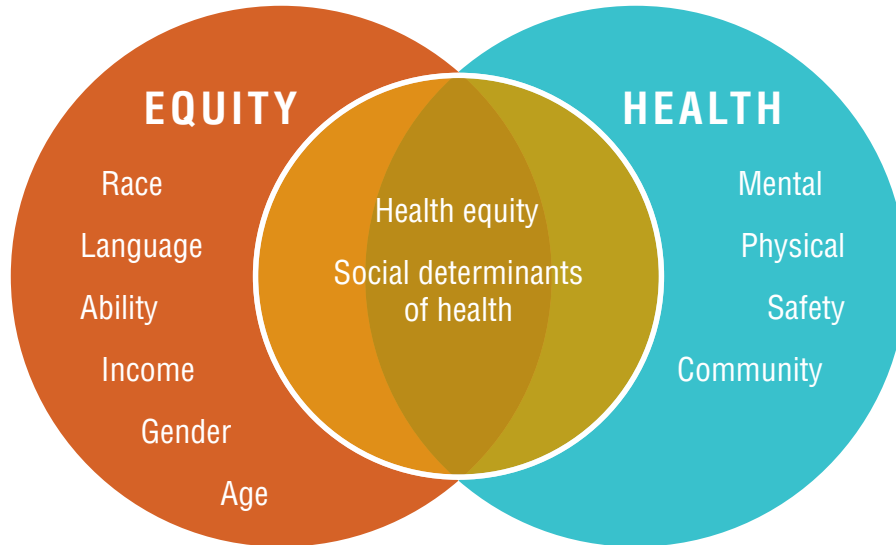 EQUITY
Race
Language
Ability
Income
Gender
Age
Health equity
Social determinants
of health
HEALTH
Mental
Physical
Safety
Community